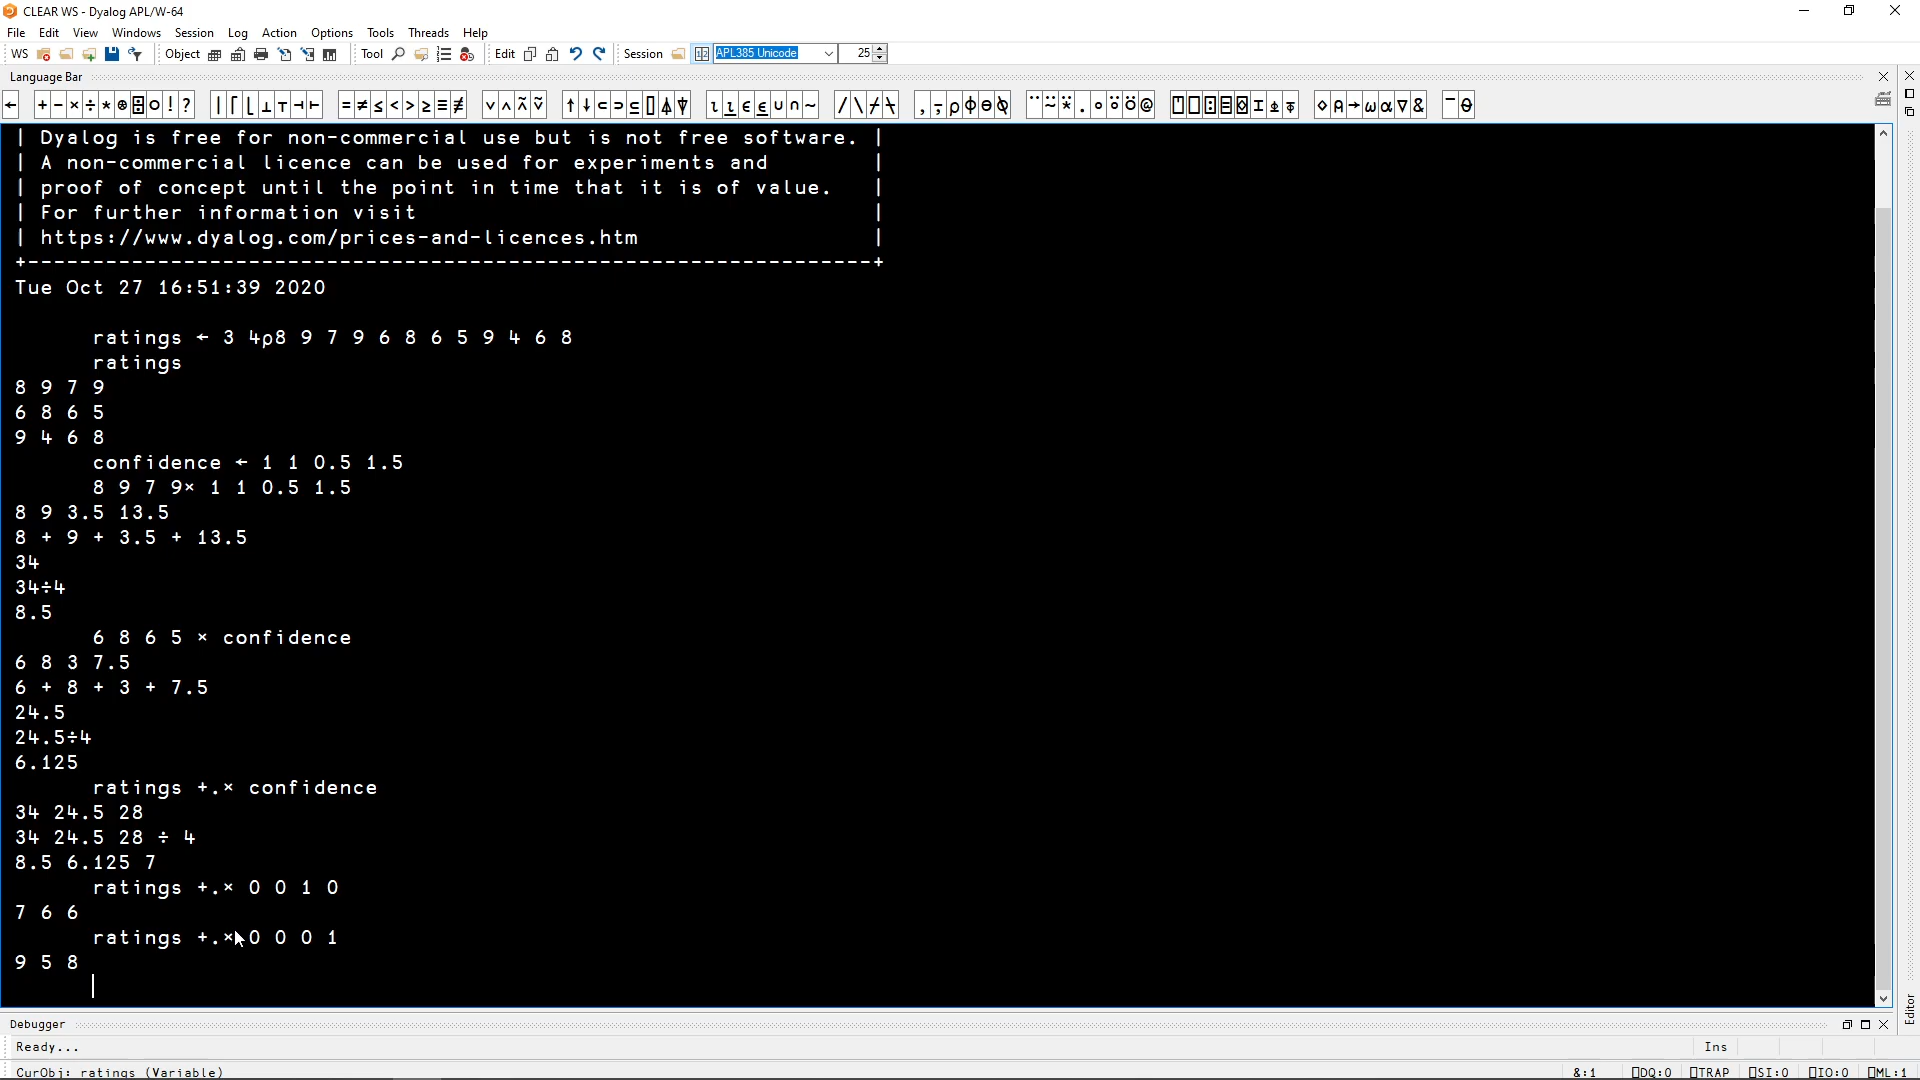 CLEAR WS - Dyalog APL/W-64
File Edit View Windows Session Log Action Options Tools Threads Help
WS Object Tool Edit Session APL385 Unicode 25
Language Bar
← + - × ÷ * ⍟ ⌹ ○ ! ? | ⌈ ⌊ ⊥ ⊤ ⊣ ⊢ = ≠ ≤ < > ≥ ≡ ≢ ∨ ∧ ⍲ ⍱ ↑ ↓ ⊂ ⊃ ⊆ ⌷ ⍋ ⍒ ⍳ ⍸ ∊ ⍷ ∪ ∩ ~ / \ ⌿ ⍀ , ⍪ ⍴ ⌽ ⊖ ⍉ ¨ ⍨ ⍣ . ∘ ⍤ ⍥ @ ⍞ ⎕ ⍠ ⌸ ⌺ ⌶ ⍎ ⍕ ⋄ ⍝ → ⍵ ⍺ ∇ & ¯ ⍬
| Dyalog is free for non-commercial use but is not free software. |
| A non-commercial licence can be used for experiments and |
| proof of concept until the point in time that it is of value. |
| For further information visit |
| https://www.dyalog.com/prices-and-licences.htm |
+-----------------------------------------------------------------+
Tue Oct 27 16:51:39 2020
ratings ← 3 4⍴8 9 7 9 6 8 6 5 9 4 6 8
ratings
8 9 7 9
6 8 6 5
9 4 6 8
confidence ← 1 1 0.5 1.5
8 9 7 9× 1 1 0.5 1.5
8 9 3.5 13.5
8 + 9 + 3.5 + 13.5
34
34÷4
8.5
6 8 6 5 × confidence
6 8 3 7.5
6 + 8 + 3 + 7.5
24.5
24.5÷4
6.125
ratings +.× confidence
34 24.5 28
34 24.5 28 ÷ 4
8.5 6.125 7
ratings +.× 0 0 1 0
7 6 6
ratings +.× 0 0 0 1
9 5 8
Editor
Debugger
Ready...
Ins
CurObj: ratings (Variable)
&:1 ⎕DQ:0 ⎕TRAP ⎕SI:0 ⎕IO:0 ⎕ML:1